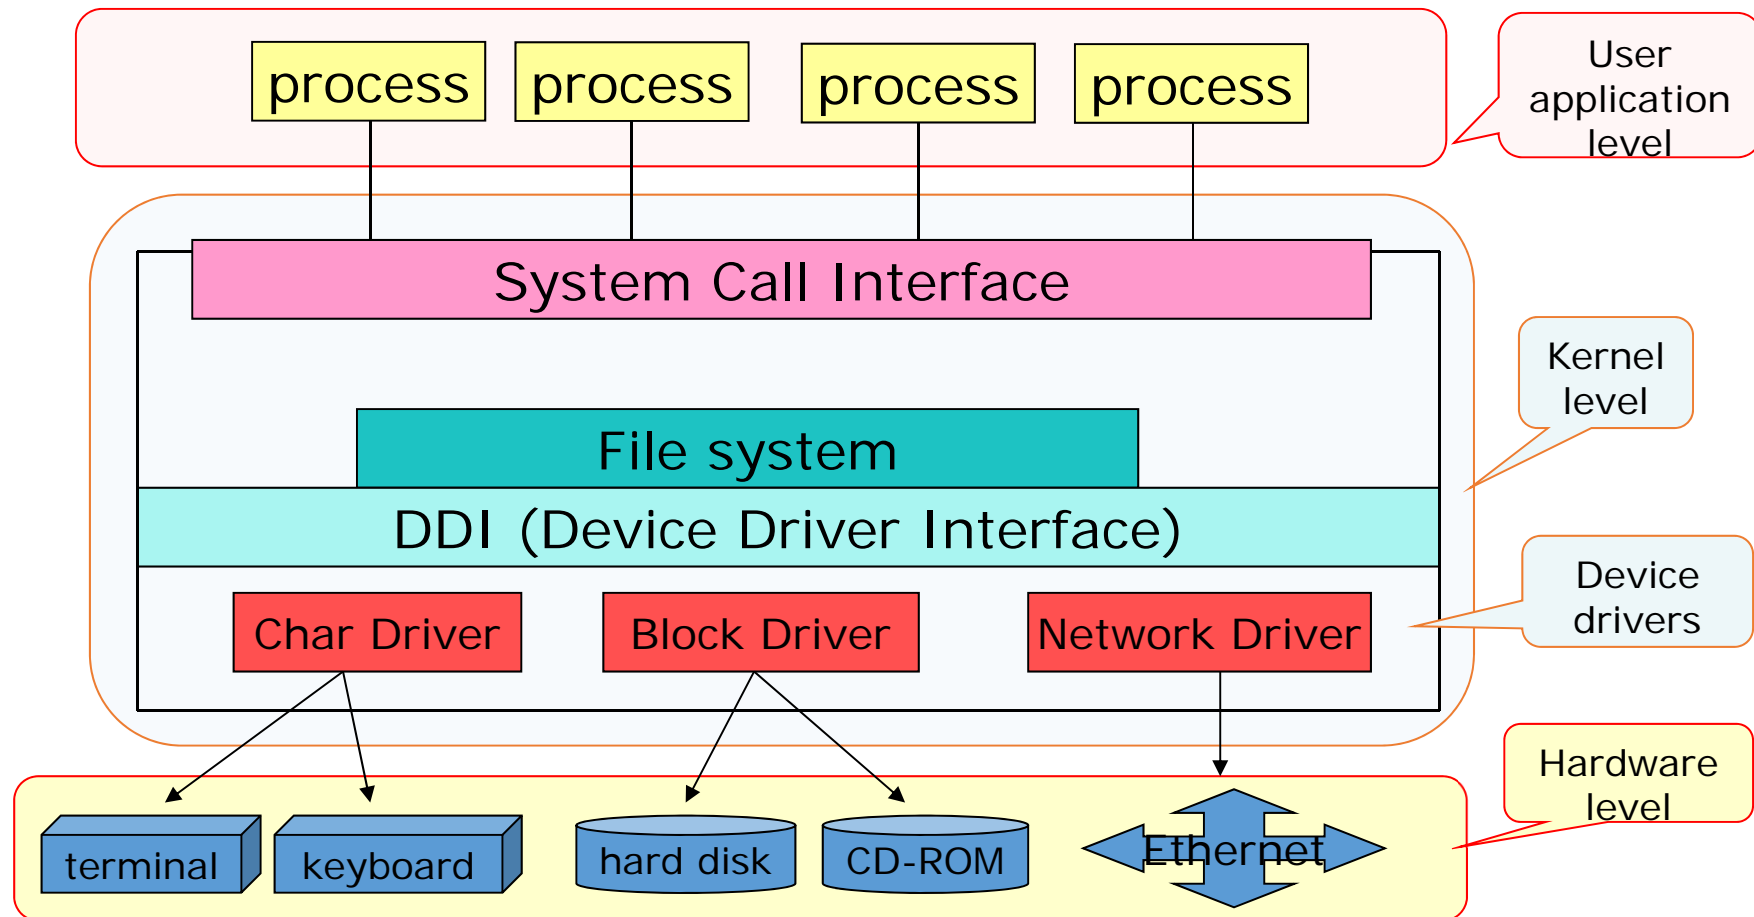 process process process process
User
application
level
System Call Interface
Kernel
level
File system
DDI (Device Driver Interface)
Device
drivers
Char Driver Block Driver Network Driver
Hardware
level
terminal keyboard hard disk CD-ROM Ethernet